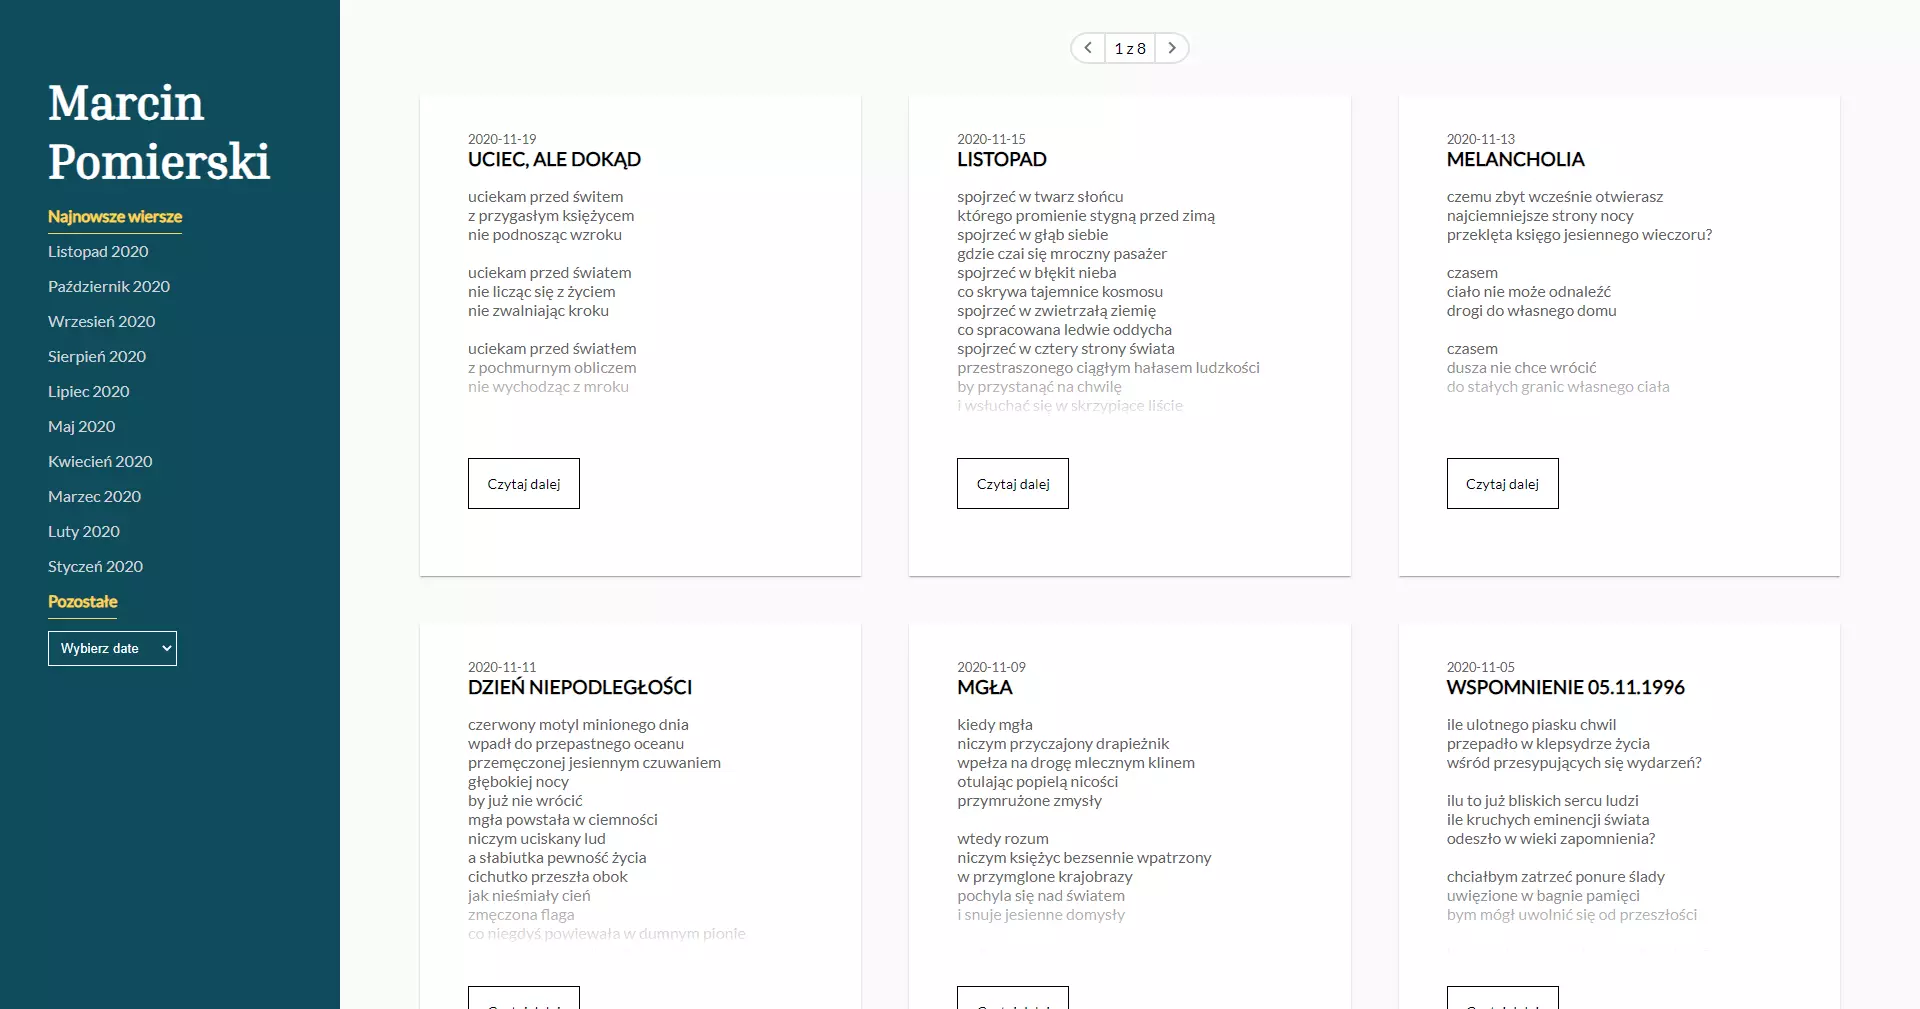 Marcin
Pomierski
Najnowsze wiersze
Listopad 2020
Październik 2020
Wrzesień 2020
Sierpień 2020
Lipiec 2020
Maj 2020
Kwiecień 2020
Marzec 2020
Luty 2020
Styczeń 2020
Pozostałe
Wybierz date
1 z 8
2020-11-19
UCIEC, ALE DOKĄD
uciekam przed świtem
z przygasłym księżycem
nie podnosząc wzroku
uciekam przed światem
nie licząc się z życiem
nie zwalniając kroku
uciekam przed światłem
z pochmurnym obliczem
nie wychodząc z mroku
Czytaj dalej
2020-11-15
LISTOPAD
spojrzeć w twarz słońcu
którego promienie stygną przed zimą
spojrzeć w głąb siebie
gdzie czai się mroczny pasażer
spojrzeć w błękit nieba
co skrywa tajemnice kosmosu
spojrzeć w zwietrzałą ziemię
co spracowana ledwie oddycha
spojrzeć w cztery strony świata
przestraszonego ciągłym hałasem ludzkości
by przystanąć na chwilę
i wsłuchać się w skrzypiące liście
Czytaj dalej
2020-11-13
MELANCHOLIA
czemu zbyt wcześnie otwierasz
najciemniejsze strony nocy
przeklęta księgo jesiennego wieczoru?
czasem
ciało nie może odnaleźć
drogi do własnego domu
czasem
dusza nie chce wrócić
do stałych granic własnego ciała
Czytaj dalej
2020-11-11
DZIEŃ NIEPODLEGŁOŚCI
czerwony motyl minionego dnia
wpadł do przepastnego oceanu
przemęczonej jesiennym czuwaniem
głębokiej nocy
by już nie wrócić
mgła powstała w ciemności
niczym uciskany lud
a słabiutka pewność życia
cichutko przeszła obok
jak nieśmiały cień
zmęczona flaga
co niegdyś powiewała w dumnym pionie
Czytaj dalej
2020-11-09
MGŁA
kiedy mgła
niczym przyczajony drapieżnik
wpełza na drogę mlecznym klinem
otulając popielą nicości
przymrużone zmysły
wtedy rozum
niczym księżyc bezsennie wpatrzony
w przymglone krajobrazy
pochyla się nad światem
i snuje jesienne domysły
Czytaj dalej
2020-11-05
WSPOMNIENIE 05.11.1996
ile ulotnego piasku chwil
przepadło w klepsydrze życia
wśród przesypujących się wydarzeń?
ilu to już bliskich sercu ludzi
ile kruchych eminencji świata
odeszło w wieki zapomnienia?
chciałbym zatrzeć ponure ślady
uwięzione w bagnie pamięci
bym mógł uwolnić się od przeszłości
Czytaj dalej